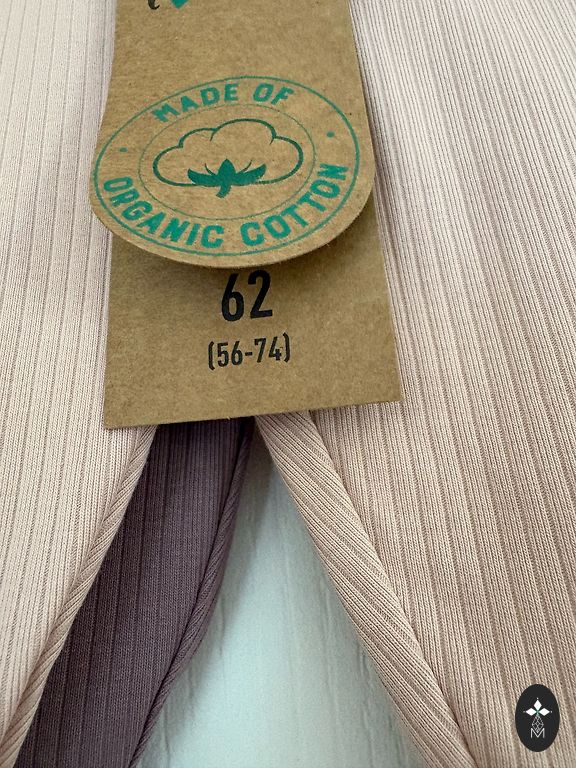 MADE OF
ORGANIC COTTON
62
(56-74)
M